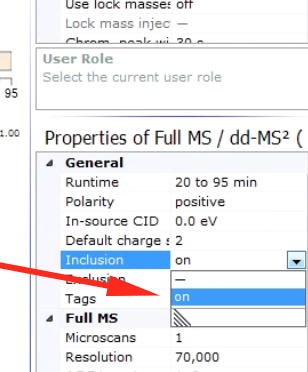 Use lock masses off
Lock mass injec —
Chrom. peak wi 30 s
User Role
Select the current user role
95
1.00
Properties of Full MS / dd-MS² (
General
Runtime 20 to 95 min
Polarity positive
In-source CID 0.0 eV
Default charge s 2
Inclusion on
Exclusion —
Tags on
Full MS
Microscans 1
Resolution 70,000